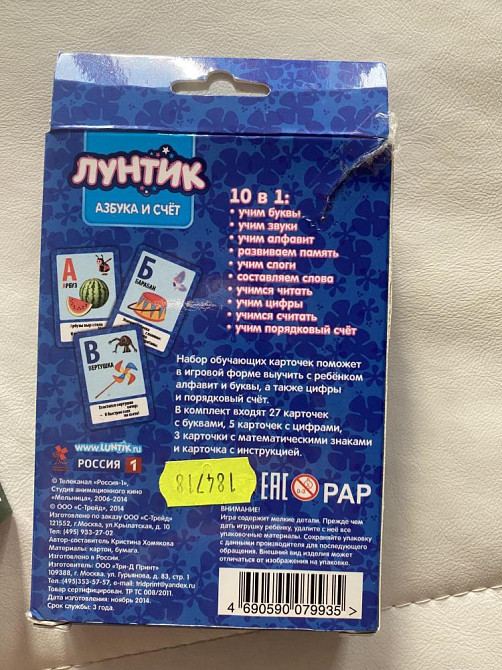 ЛУНТИК
АЗБУКА И СЧЁТ
10 в 1:
• учим буквы
• учим звуки
• учим алфавит
• развиваем память
• учим слоги
• составляем слова
• учимся читать
• учим цифры
• учимся считать
• учим порядковый счёт
А
АРБУЗ
Б
БАРАБАН
В
ВЕРТУШКА
Набор обучающих карточек поможет
в игровой форме выучить с ребёнком
алфавит и буквы, а также цифры
и порядковый счёт.
В комплект входят 27 карточек
с буквами, 5 карточек с цифрами,
3 карточки с математическими знаками
и карточка с инструкцией.
www.LUNTIK.ru
РОССИЯ 1
184718
EAC
0-3
PAP
© Телеканал «Россия-1»,
Студия анимационного кино
«Мельница», 2006-2014
© ООО «С-Трейд», 2014
Изготовлено по заказу ООО «С-Трейд»
121552, г.Москва, ул.Крылатская, д. 10
Тел: (495) 933-27-02
Автор-составитель: Кристина Хомякова
Материалы: картон, бумага.
Изготовлено в России.
Изготовитель: ООО «Три-Д Принт»
109388, г. Москва, ул. Гурьянова, д. 83, стр. 1
Тел.(495)353-57-57, e-mail: fridprint@yandex.ru
Товар сертифицирован. ТР ТС 008/2011.
Дата изготовления: ноябрь 2014.
Срок службы: 3 года.
ВНИМАНИЕ!
Игра содержит мелкие детали. Прежде чем
дать игрушку ребёнку, удалите с неё все
упаковочные материалы. Сохраняйте упаковку
с данными производителя для последующего
обращения. Внешний вид изделия может
отличаться от изображённого.
4 690590 079935 >